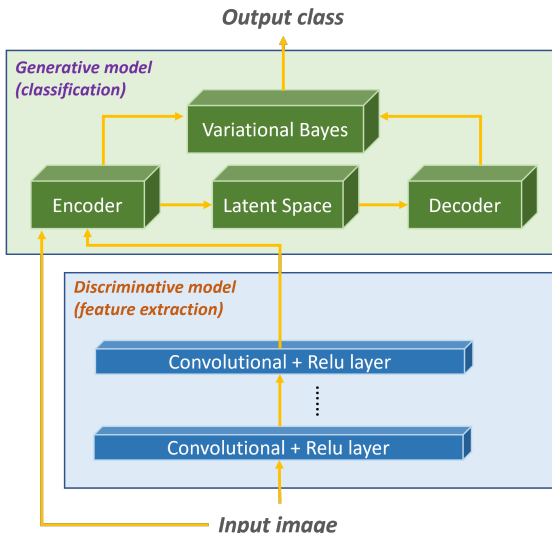 Output class
Generative model
(classification)
Variational Bayes
Encoder
Latent Space
Decoder
Discriminative model
(feature extraction)
Convolutional + Relu layer
Convolutional + Relu layer
Input image